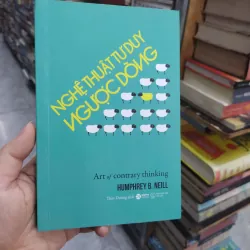 NGHỆ THUẬT TƯ DUY
NGƯỢC DÒNG
Art of contrary thinking
HUMPHREY B. NEILL